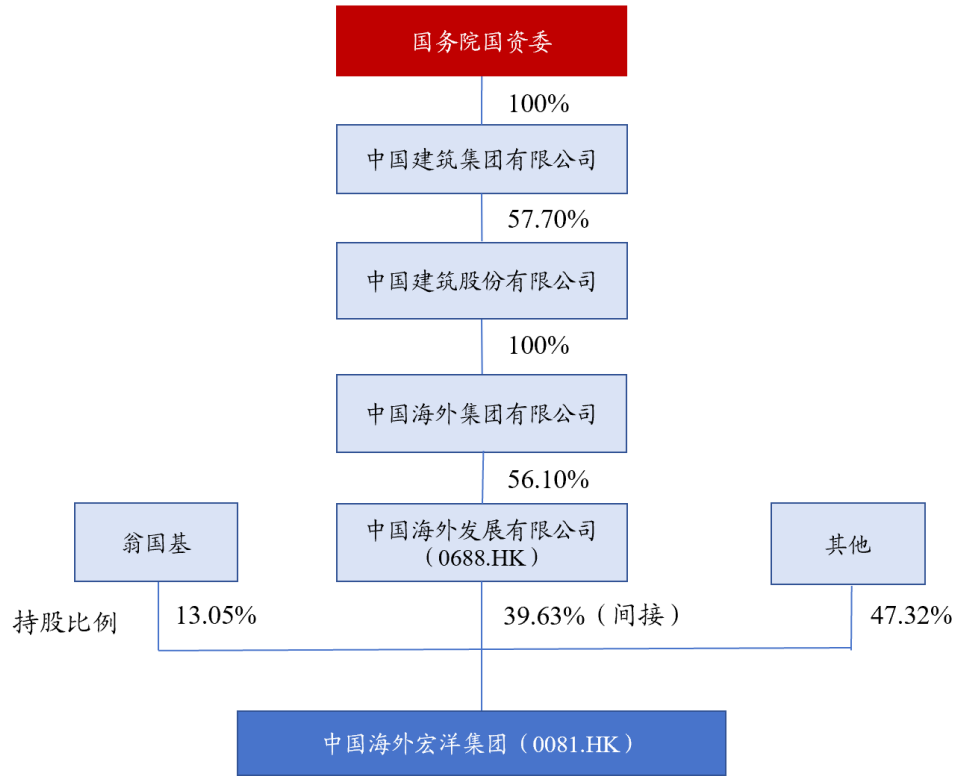 国务院国资委
100%
中国建筑集团有限公司
57.70%
中国建筑股份有限公司
100%
中国海外集团有限公司
56.10%
翁国基
中国海外发展有限公司
（0688.HK）
其他
持股比例
13.05%
39.63%（间接）
47.32%
中国海外宏洋集团（0081.HK）